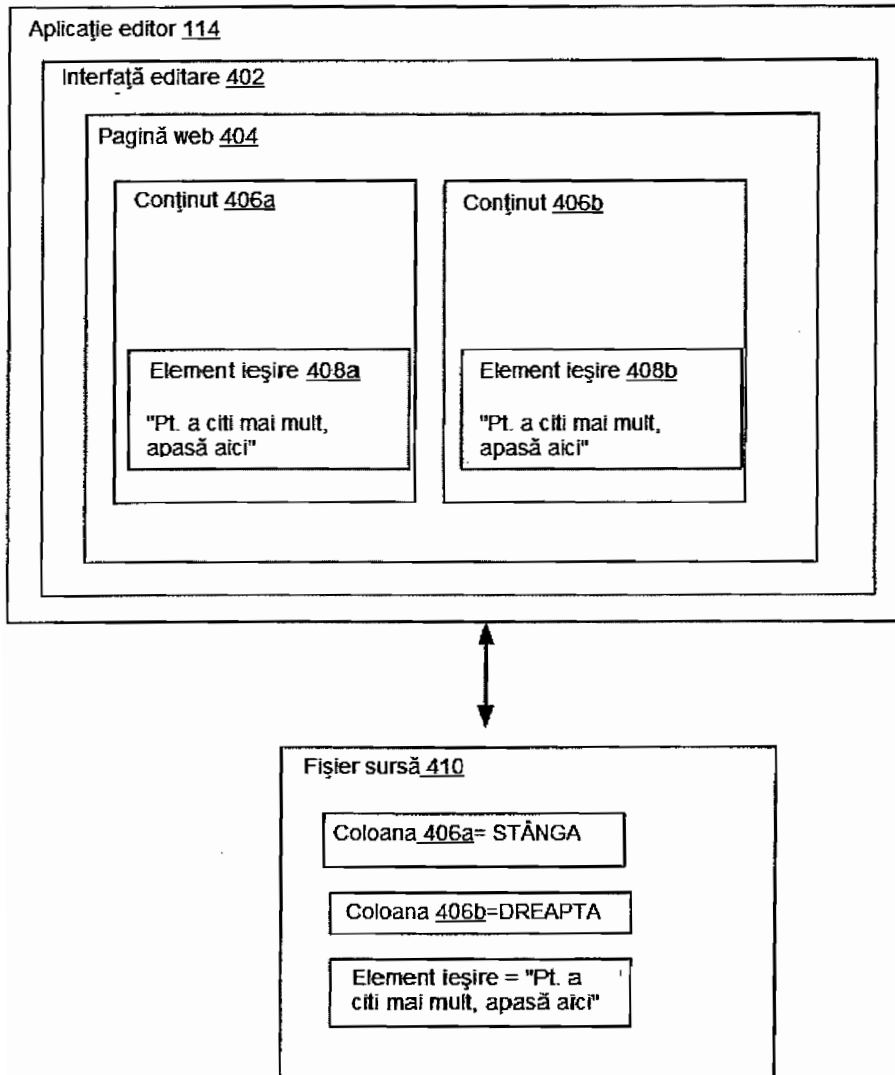 Aplicaţie editor 114
Interfaţă editare 402
Pagină web 404
Conţinut 406a
Conţinut 406b
Element ieşire 408a
"Pt. a citi mai mult,
apasă aici"
Element ieşire 408b
"Pt. a citi mai mult,
apasă aici"
Fişier sursă 410
Coloana 406a= STÂNGA
Coloana 406b=DREAPTA
Element ieşire = "Pt. a
citi mai mult, apasă aici"